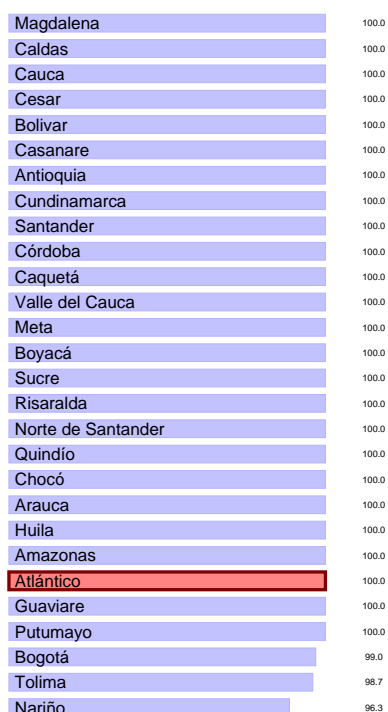 Magdalena 100.0
Caldas 100.0
Cauca 100.0
Cesar 100.0
Bolivar 100.0
Casanare 100.0
Antioquia 100.0
Cundinamarca 100.0
Santander 100.0
Córdoba 100.0
Caquetá 100.0
Valle del Cauca 100.0
Meta 100.0
Boyacá 100.0
Sucre 100.0
Risaralda 100.0
Norte de Santander 100.0
Quindío 100.0
Chocó 100.0
Arauca 100.0
Huila 100.0
Amazonas 100.0
Atlántico 100.0
Guaviare 100.0
Putumayo 100.0
Bogotá 99.0
Tolima 98.7
Nariño 96.3